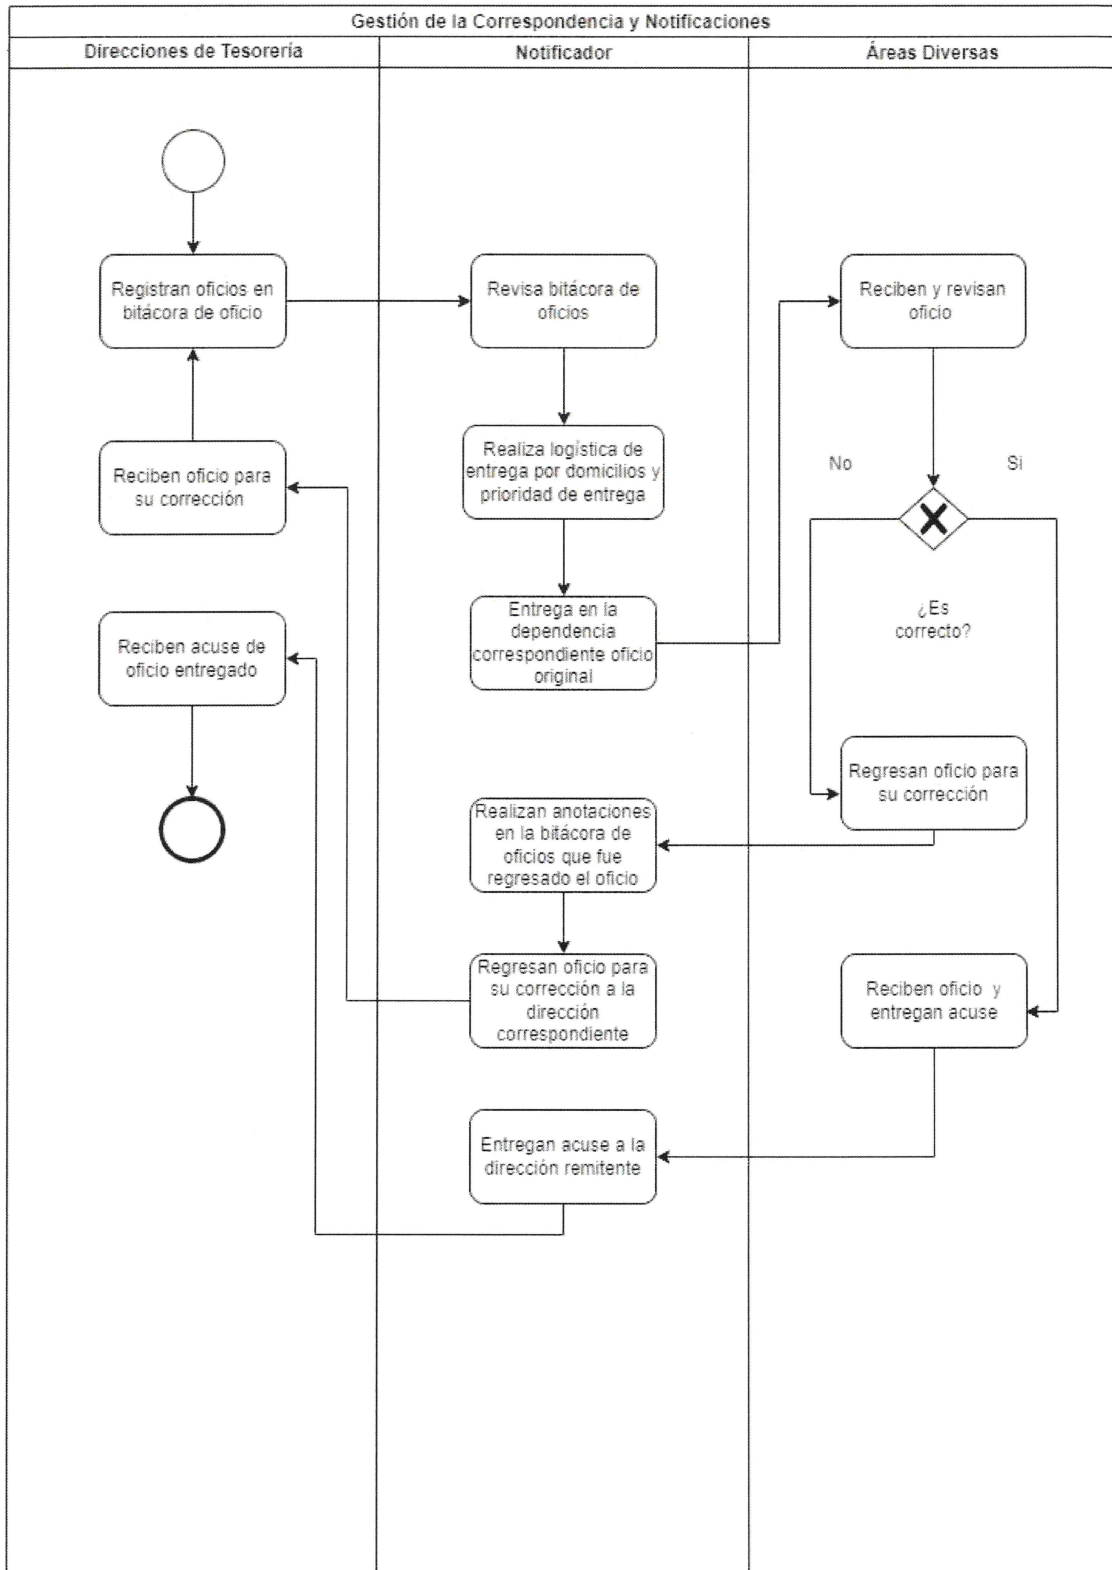 Gestión de la Correspondencia y Notificaciones
Direcciones de Tesorería
Notificador
Áreas Diversas
Registran oficios en
bitácora de oficio
Revisa bitácora de
oficios
Reciben y revisan
oficio
Reciben oficio para
su corrección
Realiza logística de
entrega por domicilios y
prioridad de entrega
No
Si
¿Es
correcto?
Reciben acuse de
oficio entregado
Entrega en la
dependencia
correspondiente oficio
original
Regresan oficio para
su corrección
Realizan anotaciones
en la bitácora de
oficios que fue
regresado el oficio
Regresan oficio para
su corrección a la
dirección
correspondiente
Reciben oficio y
entregan acuse
Entregan acuse a la
dirección remitente